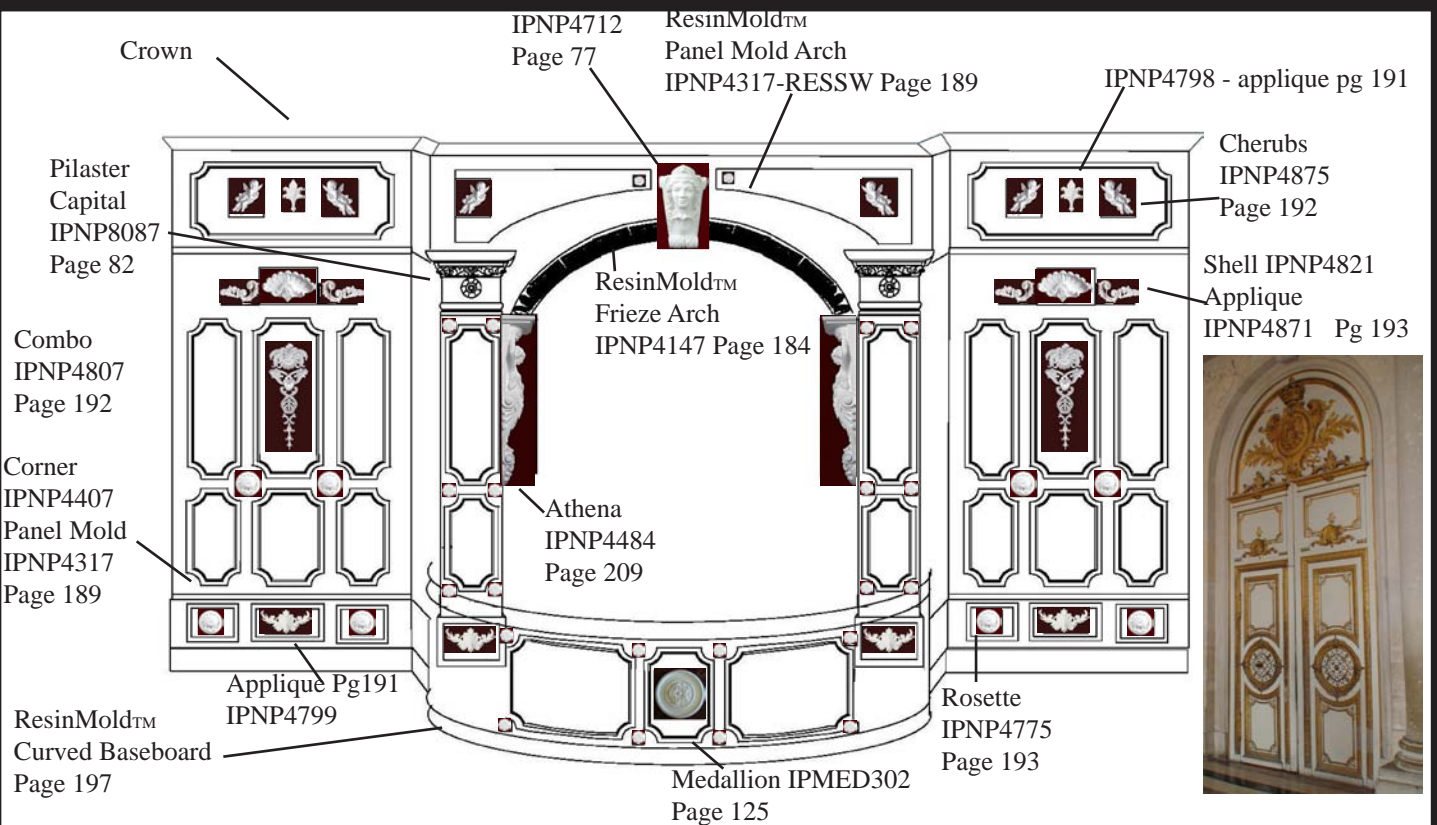 IPNP4712
Page 77
ResinMold™
Panel Mold Arch
IPNP4317-RESSW Page 189
Crown
IPNP4798 - applique pg 191
Cherubs
IPNP4875
Page 192
Pilaster
Capital
IPNP8087
Page 82
Shell IPNP4821
Applique
IPNP4871 Pg 193
ResinMold™
Frieze Arch
IPNP4147 Page 184
Combo
IPNP4807
Page 192
Corner
IPNP4407
Panel Mold
IPNP4317
Page 189
Athena
IPNP4484
Page 209
Applique Pg191
IPNP4799
Rosette
IPNP4775
Page 193
ResinMold™
Curved Baseboard
Page 197
Medallion IPMED302
Page 125